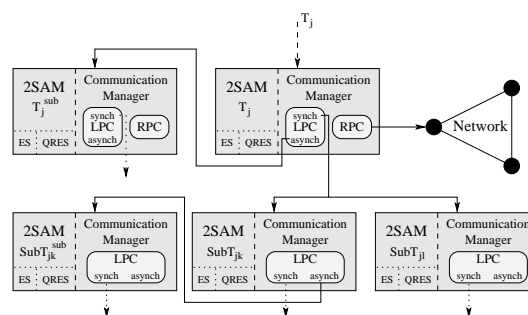 T_j
2SAM
T_j^sub
ES QRES
Communication
Manager
synch
LPC
asynch
RPC
2SAM
T_j
ES QRES
Communication
Manager
synch
LPC
asynch
RPC
Network
2SAM
SubT_jk^sub
ES QRES
Communication
Manager
LPC
synch asynch
2SAM
SubT_jk
ES QRES
Communication
Manager
LPC
synch asynch
2SAM
SubT_jl
ES QRES
Communication
Manager
LPC
synch asynch